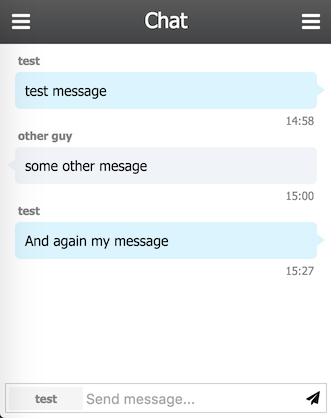 Chat
test
test message
14:58
other guy
some other mesage
15:00
test
And again my message
15:27
test Send message...